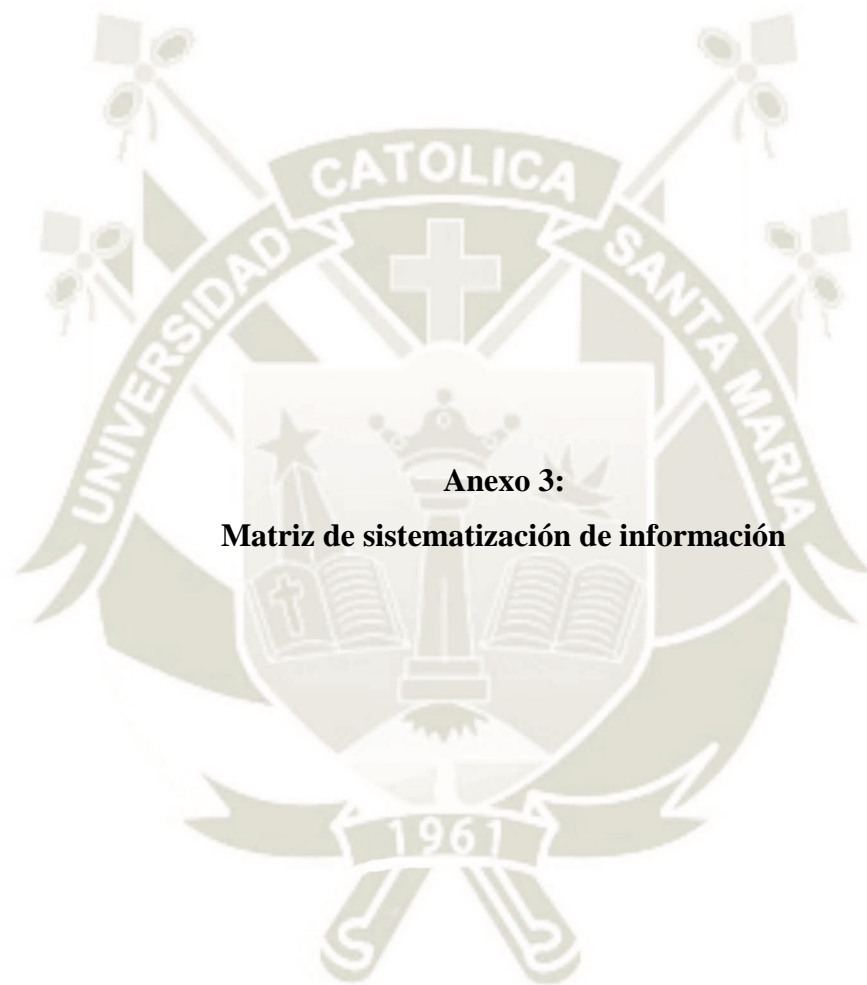 UNIVERSIDAD CATOLICA SANTA MARIA
Anexo 3:
Matriz de sistematización de información
1961